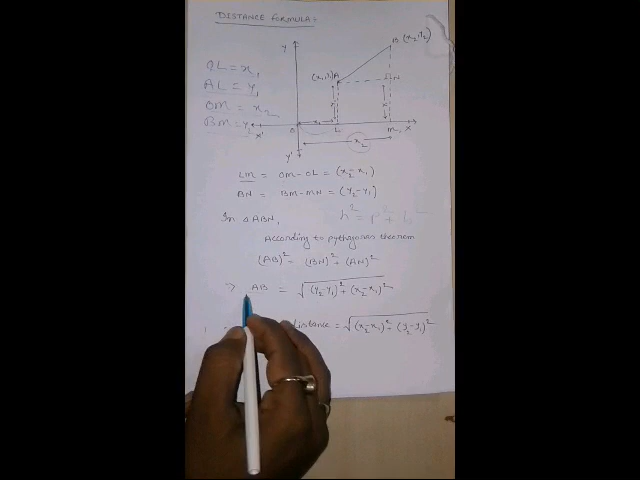 DISTANCE FORMULA:
Y
B (x₂, y₂)
OL = x₁
AL = y₁
OM = x₂
BM = y₂
(x₁, y₁) A
N
X' O L M X
x₂
Y'
LM = OM - OL = (x₂ - x₁)
BN = BM - MN = (y₂ - y₁)
In △ ABN,
h² = p² + b²
According to pythagoras theorem
(AB)² = (BN)² + (AN)²
AB = √(y₂ - y₁)² + (x₂ - x₁)²
distance = √(x₂ - x₁)² + (y₂ - y₁)²